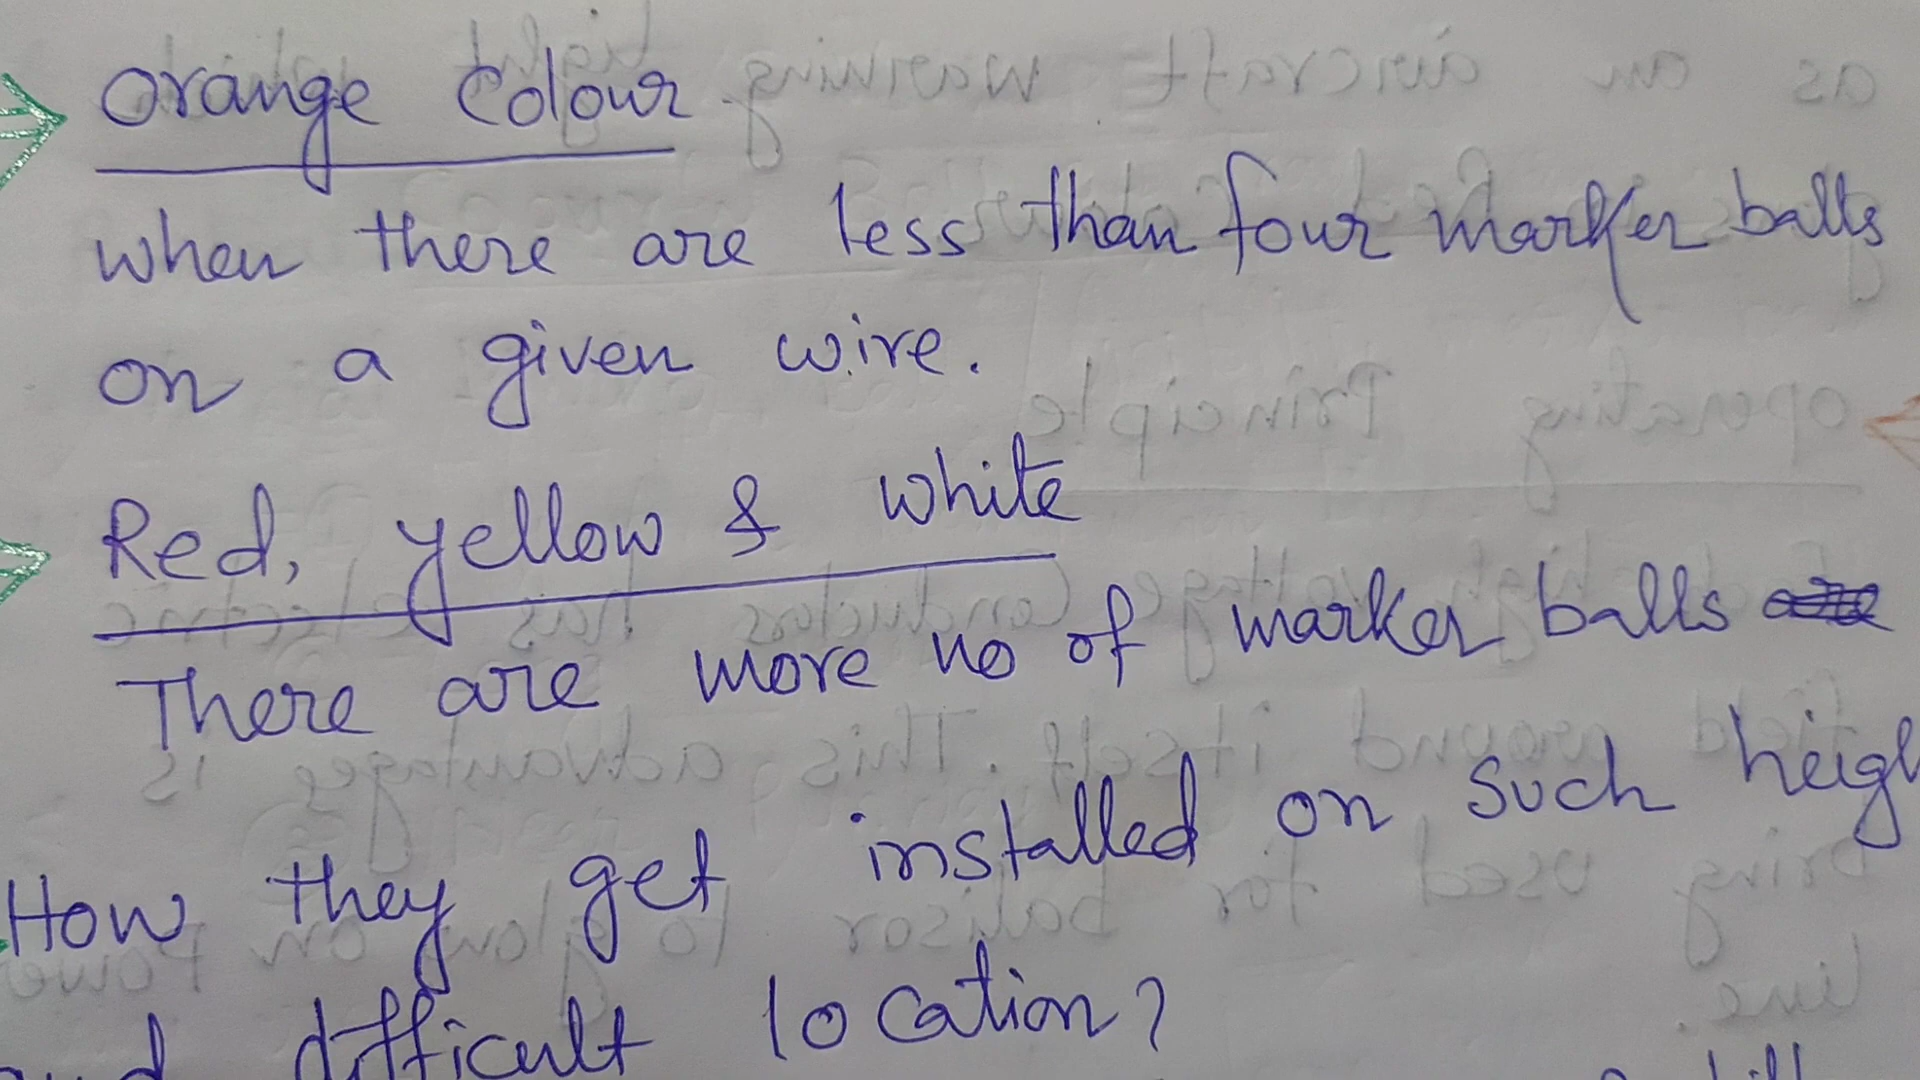 Orange Colour
when there are less than four marker balls
on a given wire.
Red, yellow & white
There are more no of marker balls
How they get installed on such heigh
difficult location?